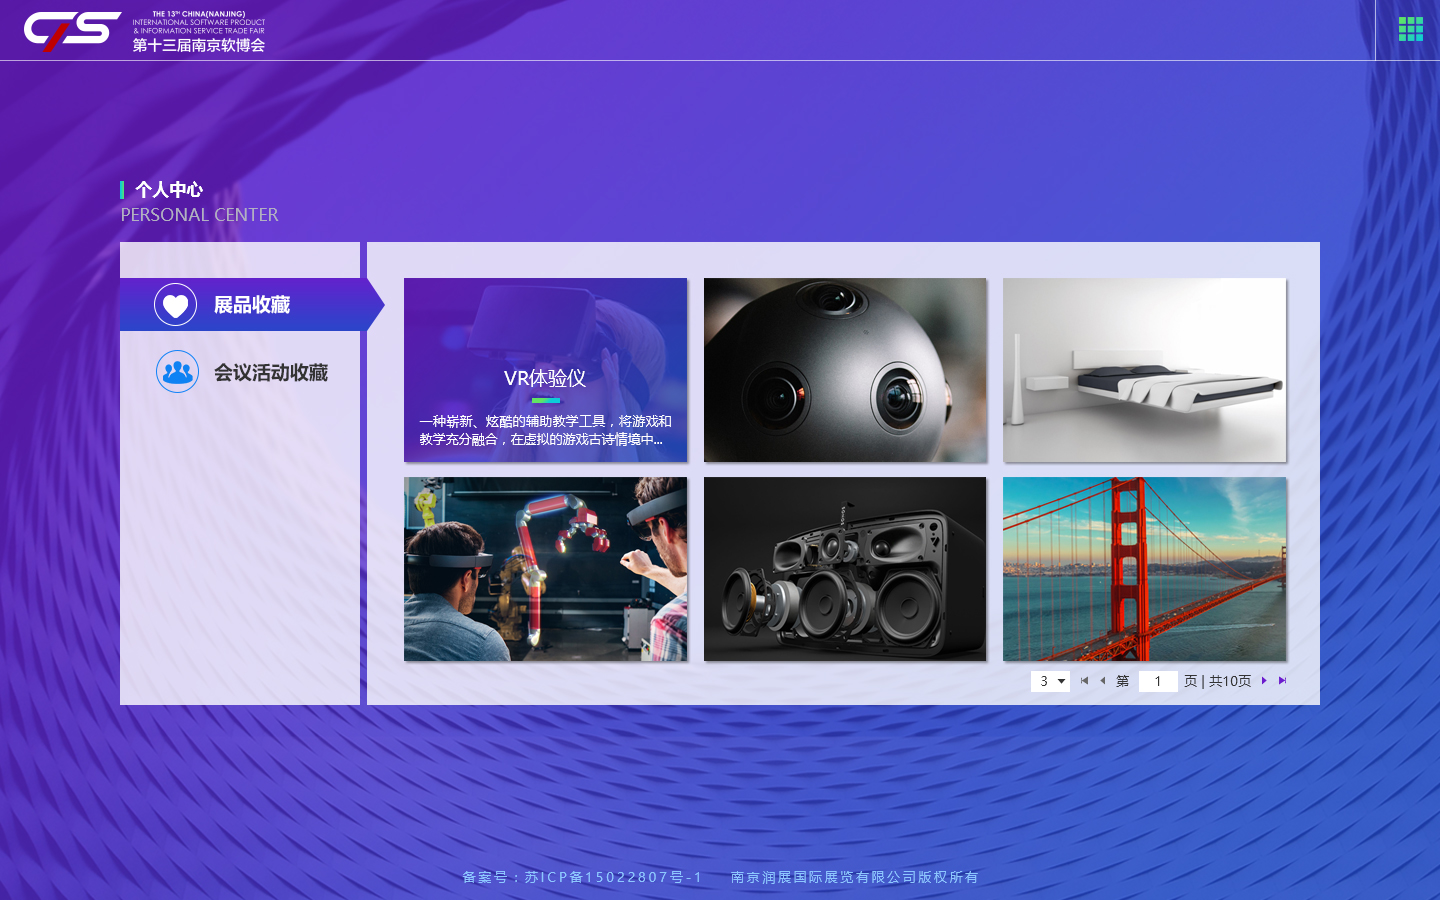 THE 13TH CHINA(NANJING)
INTERNATIONAL SOFTWARE PRODUCT
& INFORMATION SERVICE TRADE FAIR
第十三届南京软博会
个人中心
PERSONAL CENTER
展品收藏
会议活动收藏
VR体验仪
一种崭新、炫酷的辅助教学工具，将游戏和
教学充分融合，在虚拟的游戏古诗情境中...
SONOS
3 第 1 页 | 共10页
备案号：苏ICP备15022807号-1 南京润展国际展览有限公司版权所有